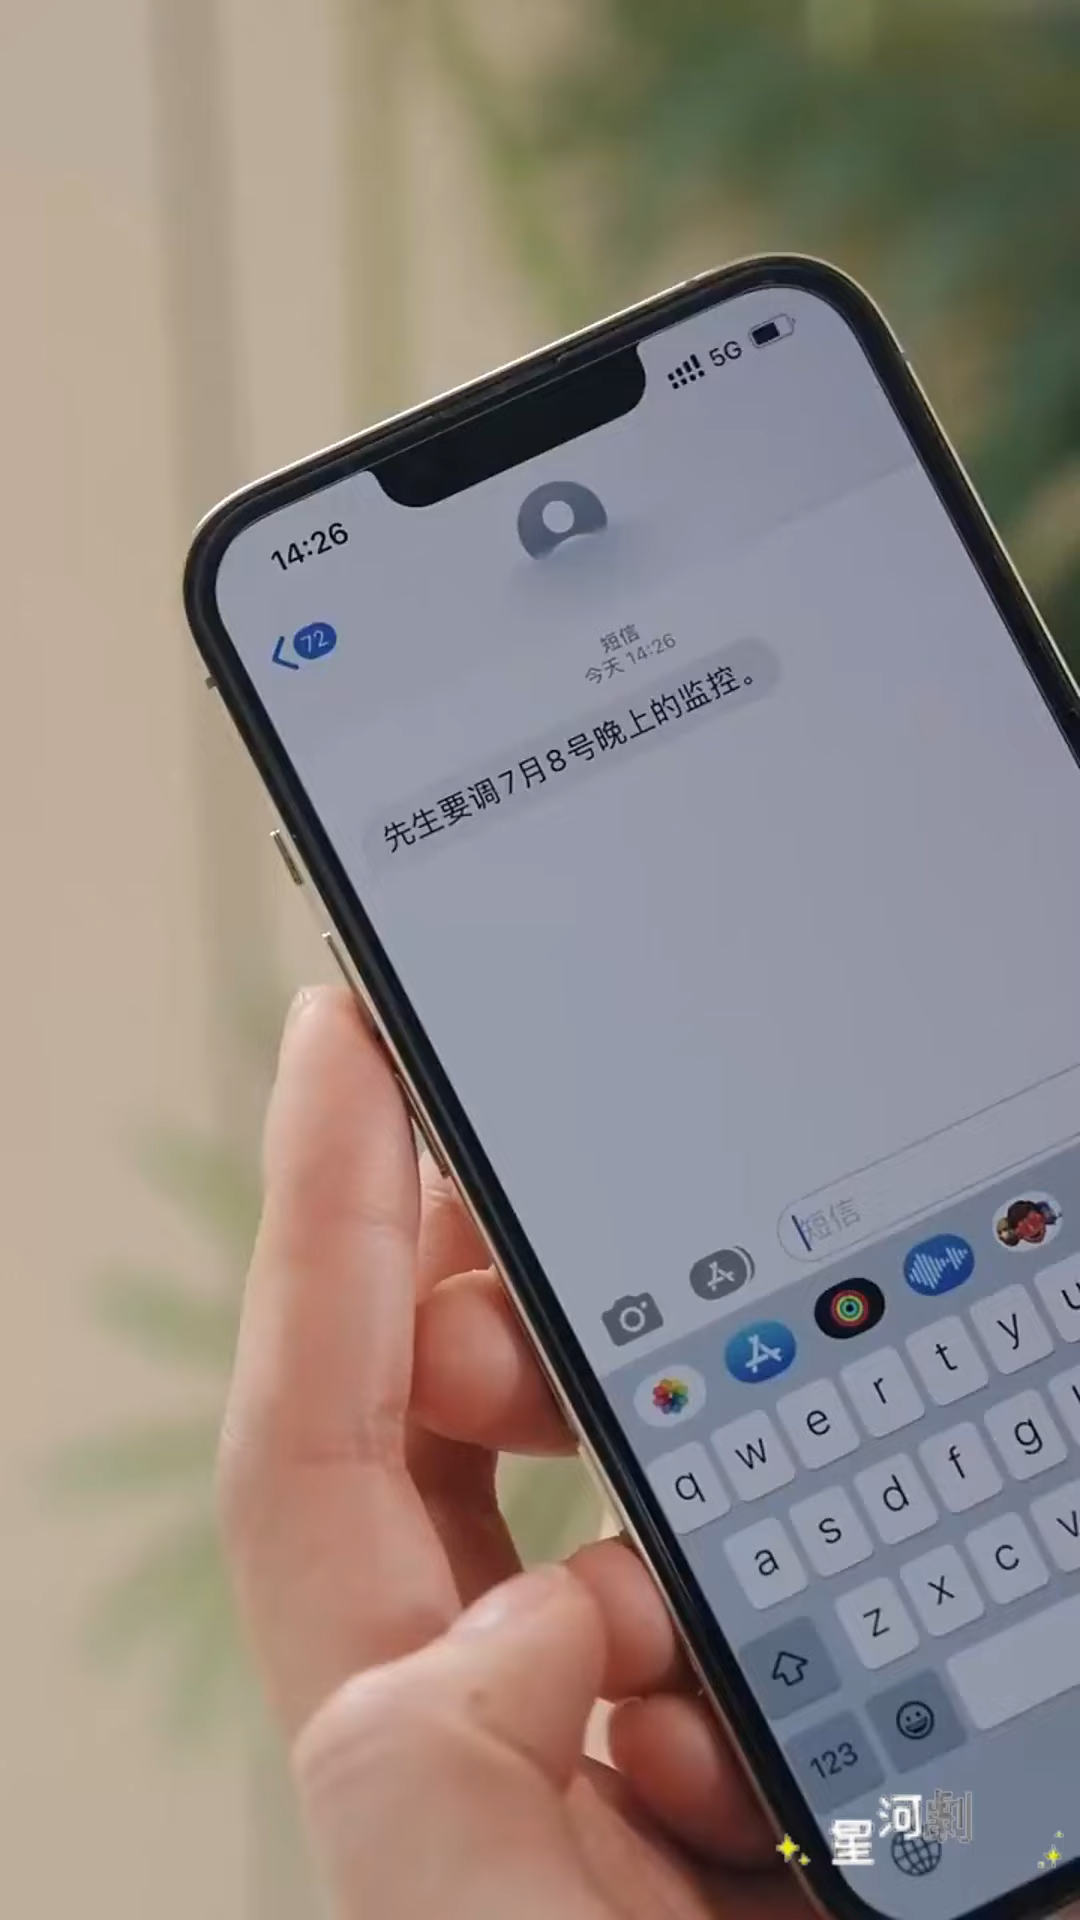 14:26
5G
72
短信
今天 14:26
先生要调7月8号晚上的监控。
短信
q w e r t y u
a s d f g
z x c v
123
星河剧